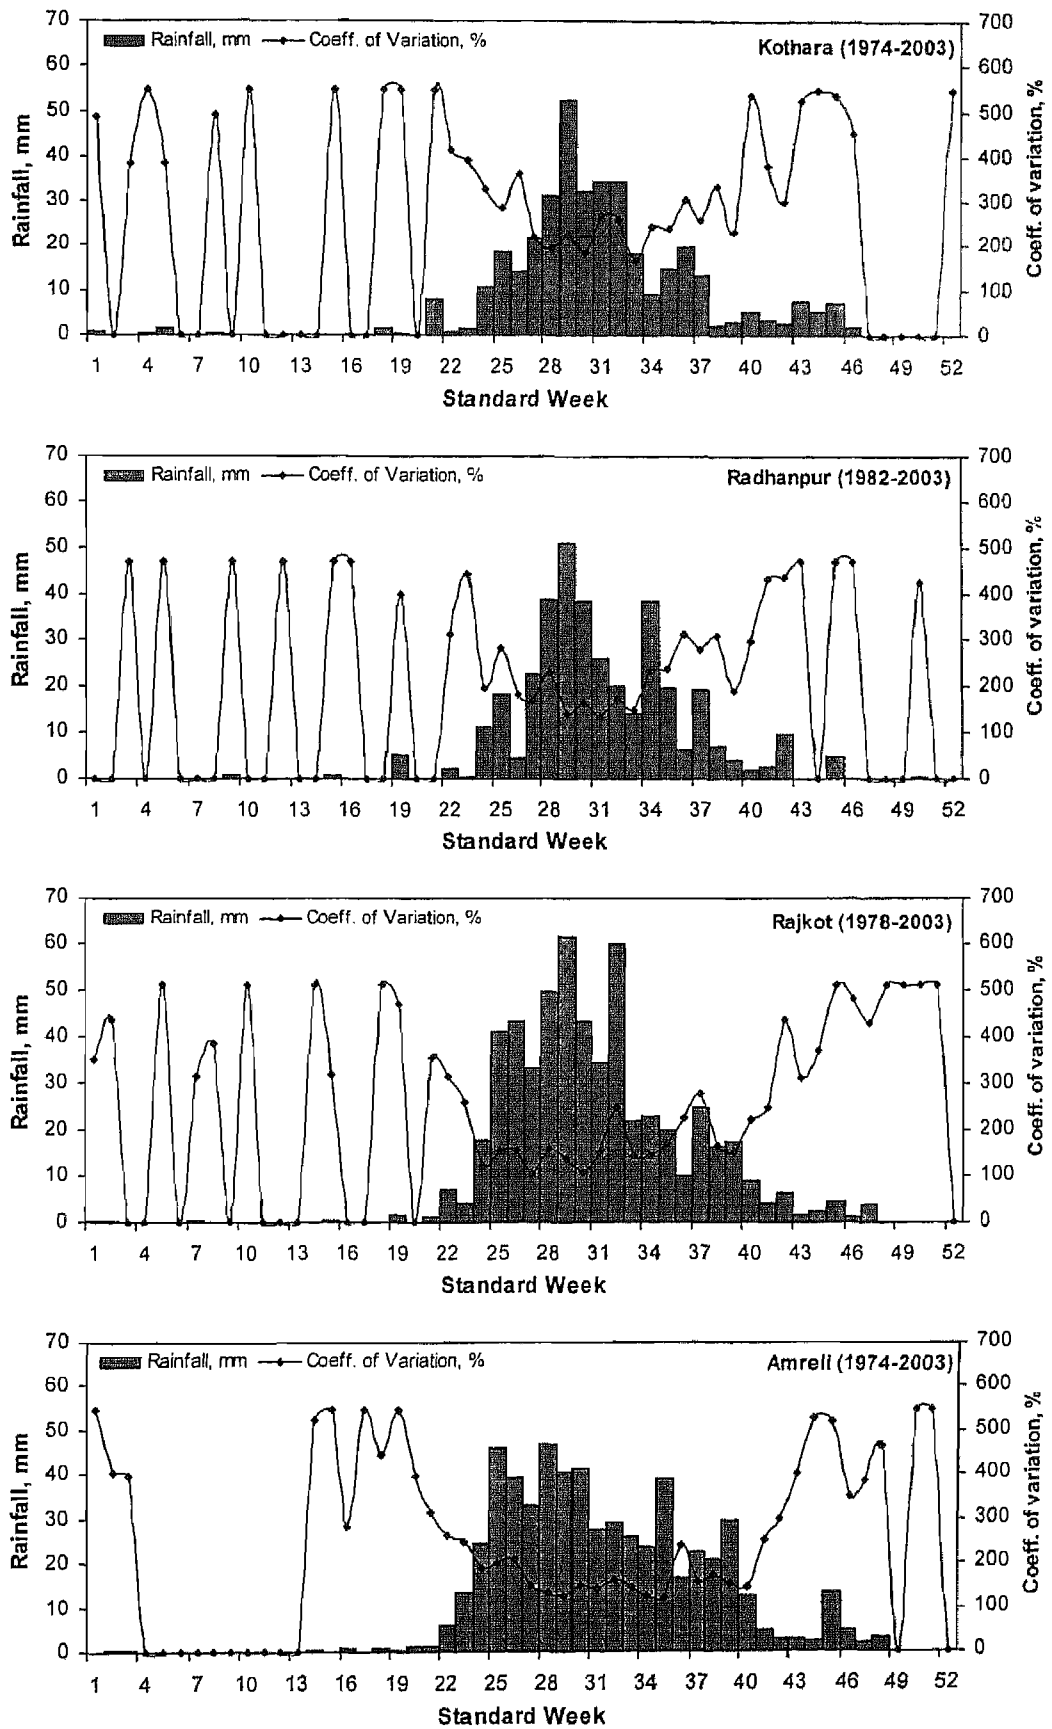 Rainfall, mm Coeff. of Variation, %
Kothara (1974-2003)
70 60 50 40 30 20 10 0
Rainfall, mm
700 600 500 400 300 200 100 0
Coeff. of variation, %
1 4 7 10 13 16 19 22 25 28 31 34 37 40 43 46 49 52
Standard Week
Rainfall, mm Coeff. of Variation, %
Radhanpur (1982-2003)
70 60 50 40 30 20 10 0
Rainfall, mm
700 600 500 400 300 200 100 0
Coeff. of variation, %
1 4 7 10 13 16 19 22 25 28 31 34 37 40 43 46 49 52
Standard Week
Rainfall, mm Coeff. of Variation, %
Rajkot (1978-2003)
70 60 50 40 30 20 10 0
Rainfall, mm
700 600 500 400 300 200 100 0
Coeff. of variation, %
1 4 7 10 13 16 19 22 25 28 31 34 37 40 43 46 49 52
Standard Week
Rainfall, mm Coeff. of Variation, %
Amreli (1974-2003)
70 60 50 40 30 20 10 0
Rainfall, mm
700 600 500 400 300 200 100 0
Coeff. of variation, %
1 4 7 10 13 16 19 22 25 28 31 34 37 40 43 46 49 52
Standard Week